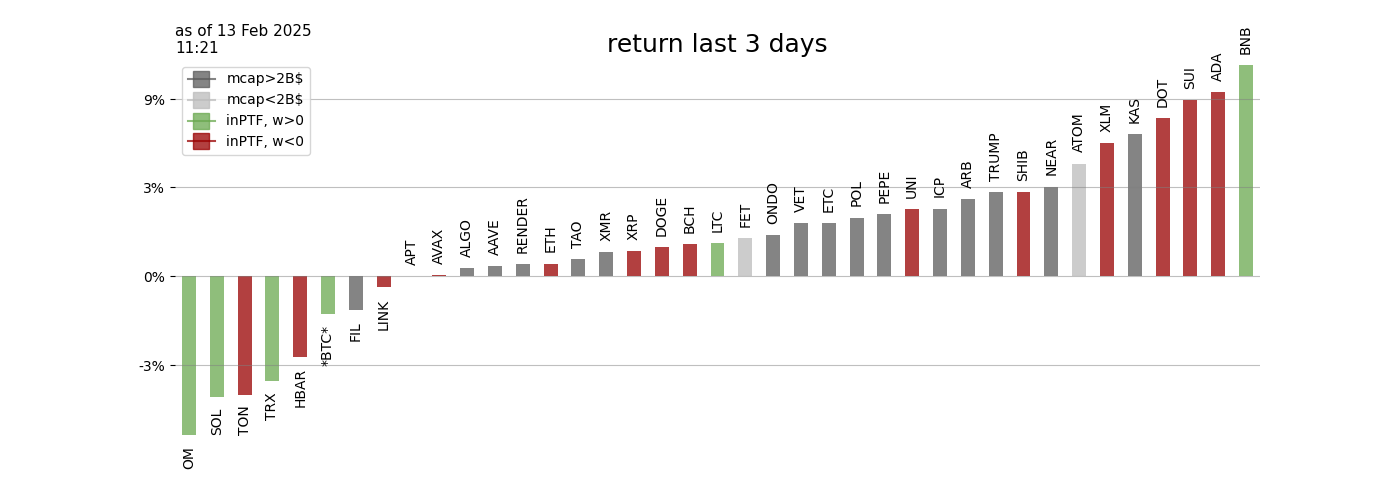 as of 13 Feb 2025
11:21
return last 3 days
mcap>2B$
mcap<2B$
inPTF, w>0
inPTF, w<0
9%
3%
0%
-3%
OM
SOL
TON
TRX
HBAR
*BTC*
FIL
LINK
APT
AVAX
ALGO
AAVE
RENDER
ETH
TAO
XMR
XRP
DOGE
BCH
LTC
FET
ONDO
VET
ETC
POL
PEPE
UNI
ICP
ARB
TRUMP
SHIB
NEAR
ATOM
XLM
KAS
DOT
SUI
ADA
BNB